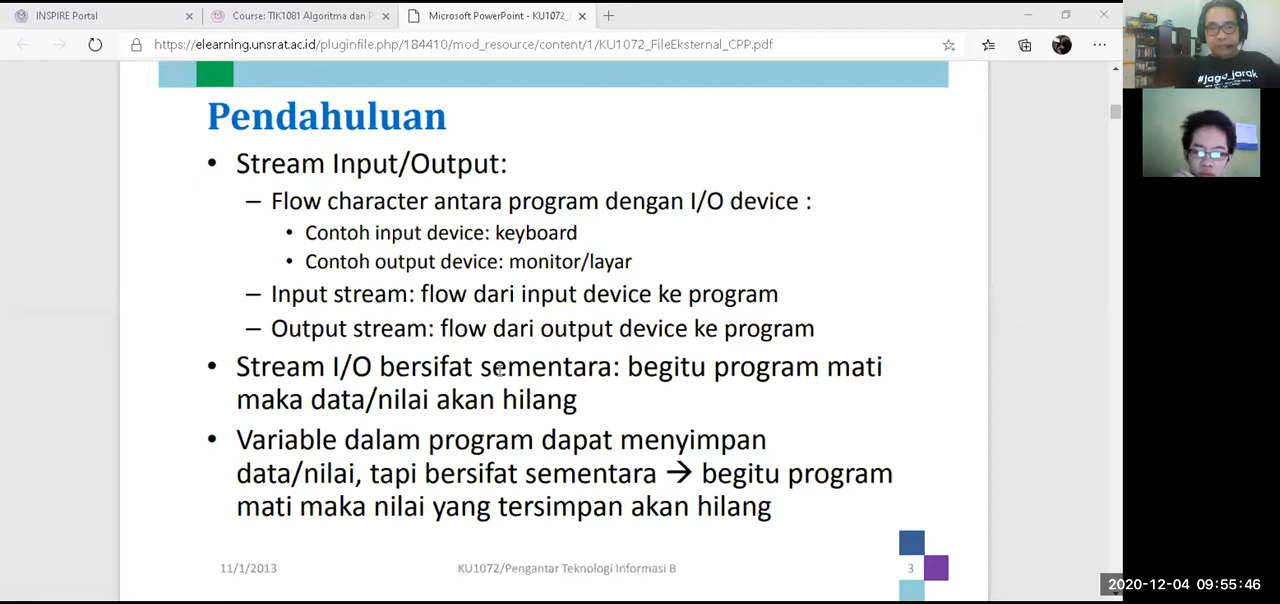 INSPIRE Portal
Course: TIK1081 Algoritma dan P
Microsoft PowerPoint - KU1072_
https://elearning.unsrat.ac.id/pluginfile.php/184410/mod_resource/content/1/KU1072_FileEksternal_CPP.pdf
#jago_jarak
Pendahuluan
• Stream Input/Output:
– Flow character antara program dengan I/O device :
• Contoh input device: keyboard
• Contoh output device: monitor/layar
– Input stream: flow dari input device ke program
– Output stream: flow dari output device ke program
• Stream I/O bersifat sementara: begitu program mati
maka data/nilai akan hilang
• Variable dalam program dapat menyimpan
data/nilai, tapi bersifat sementara → begitu program
mati maka nilai yang tersimpan akan hilang
11/1/2013
KU1072/Pengantar Teknologi Informasi B
3
2020-12-04 09:55:46